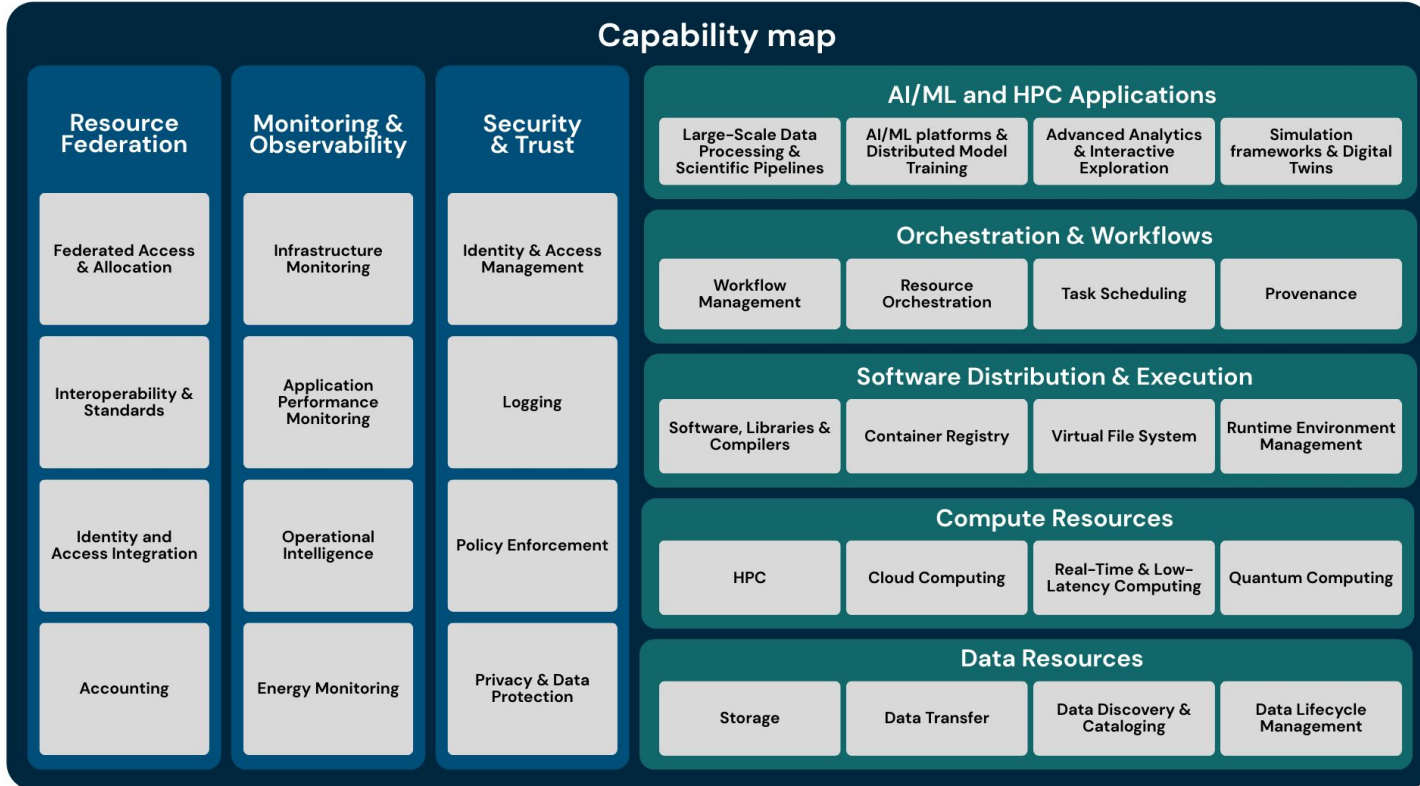 Capability map
Resource
Federation
Federated Access
& Allocation
Interoperability &
Standards
Identity and
Access Integration
Accounting
Monitoring &
Observability
Infrastructure
Monitoring
Application
Performance
Monitoring
Operational
Intelligence
Energy Monitoring
Security
& Trust
Identity & Access
Management
Logging
Policy Enforcement
Privacy & Data
Protection
AI/ML and HPC Applications
Large-Scale Data
Processing &
Scientific Pipelines
AI/ML platforms &
Distributed Model
Training
Advanced Analytics
& Interactive
Exploration
Simulation
frameworks & Digital
Twins
Orchestration & Workflows
Workflow
Management
Resource
Orchestration
Task Scheduling
Provenance
Software Distribution & Execution
Software, Libraries &
Compilers
Container Registry
Virtual File System
Runtime Environment
Management
Compute Resources
HPC
Cloud Computing
Real-Time & Low-
Latency Computing
Quantum Computing
Data Resources
Storage
Data Transfer
Data Discovery &
Cataloging
Data Lifecycle
Management